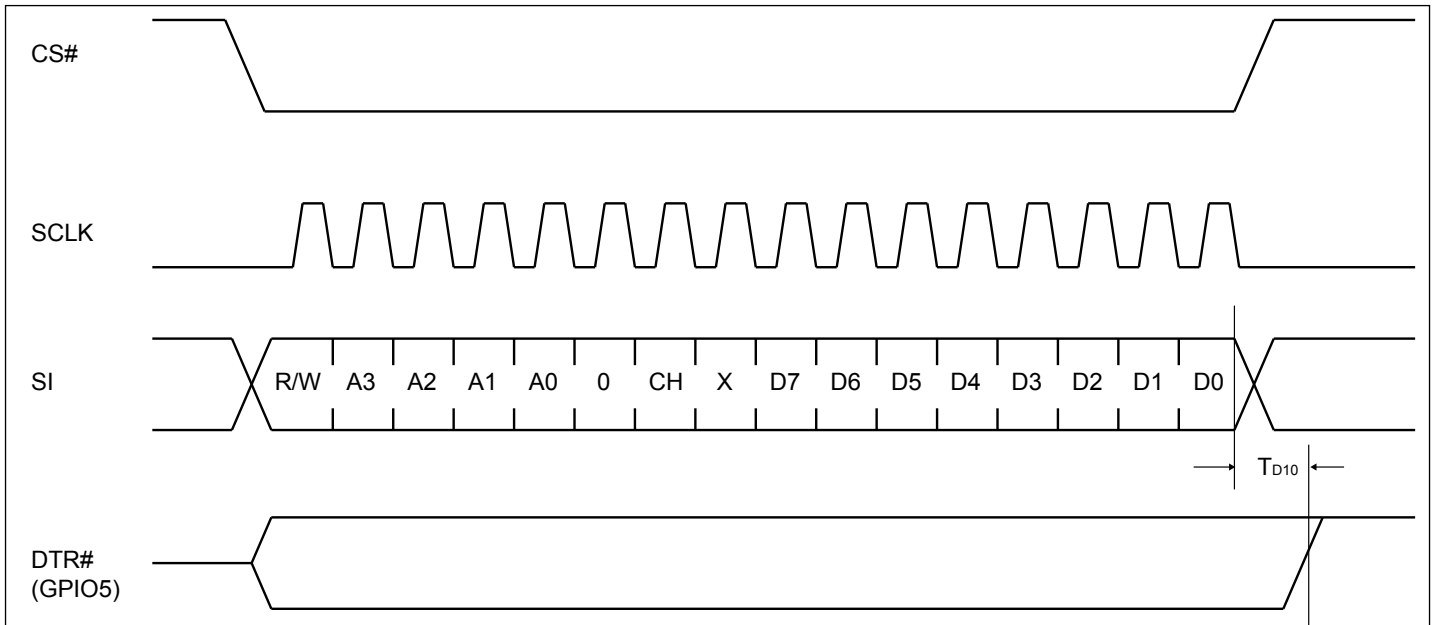 CS#
SCLK
SI R/W A3 A2 A1 A0 0 CH X D7 D6 D5 D4 D3 D2 D1 D0
TD10
DTR#
(GPIO5)